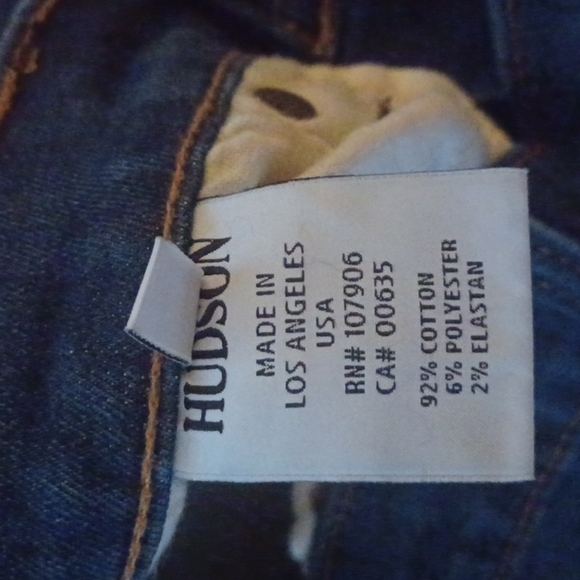 HUDSON
MADE IN
LOS ANGELES
USA
RN# 107906
CA# 00635
92% COTTON
6% POLYESTER
2% ELASTAN